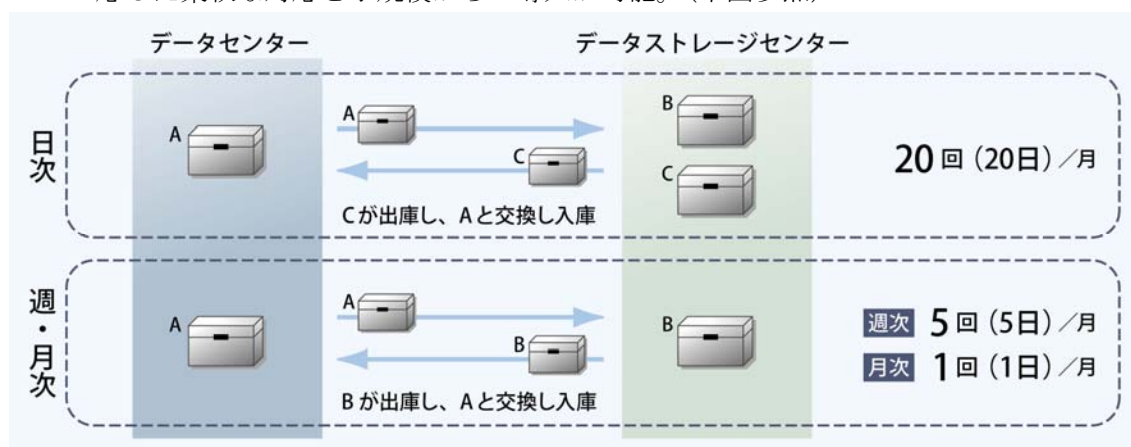 データセンター
データストレージセンター
日次
A
A
C
B
C
Cが出庫し、Aと交換し入庫
20回(20日)/月
週・月次
A
A
B
B
Bが出庫し、Aと交換し入庫
週次 5回(5日)/月
月次 1回(1日)/月